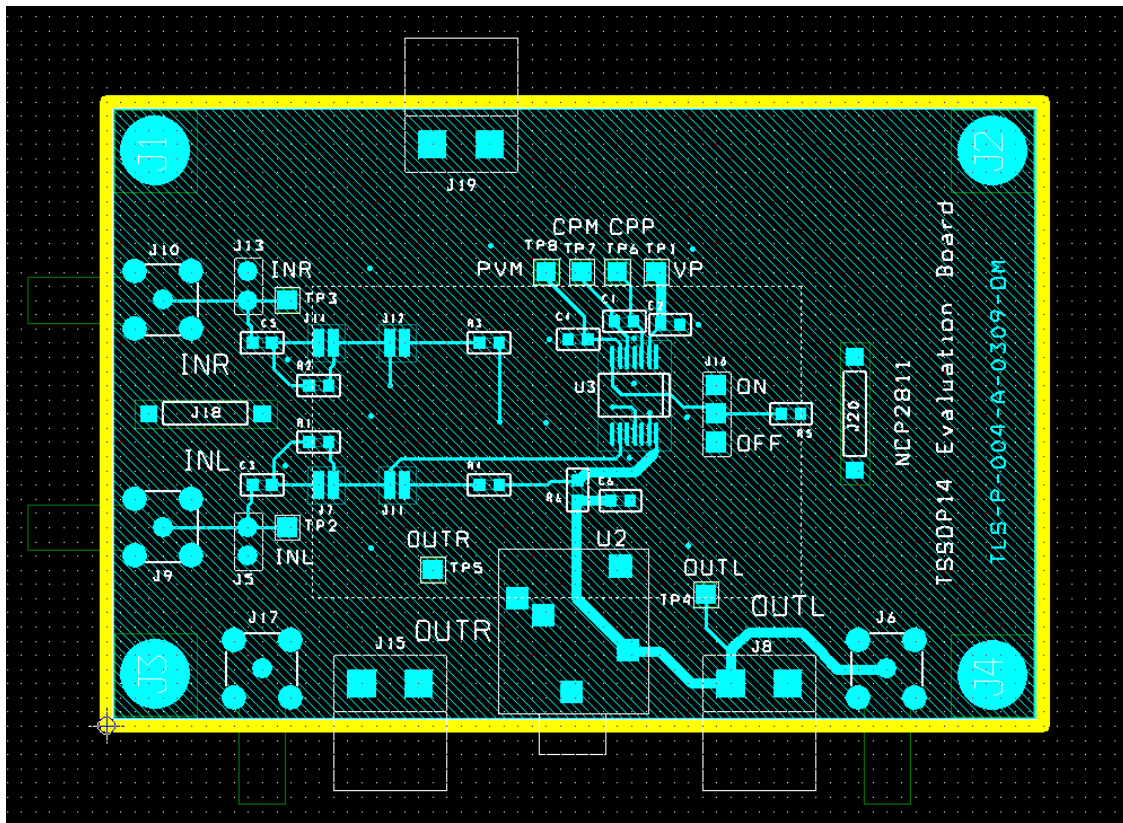 J1
J2
J19
CPM CPP
TP8 TP7 TP6 TP1
PVM
VP
J10
J13
INR
TP3
C5
J14
J12
R3
C4
C1
C2
INR
R2
U3
J16
ON
OFF
R5
J18
J20
NCP2811
TSSOP14 Evaluation Board
TLS-P-004-A-0309-DM
R1
INL
C3
J7
J11
R4
R6
C6
TP2
INL
J9
J5
OUTR
TP5
U2
OUTL
TP4
OUTL
J17
OUTR
J15
J8
J6
J3
J4